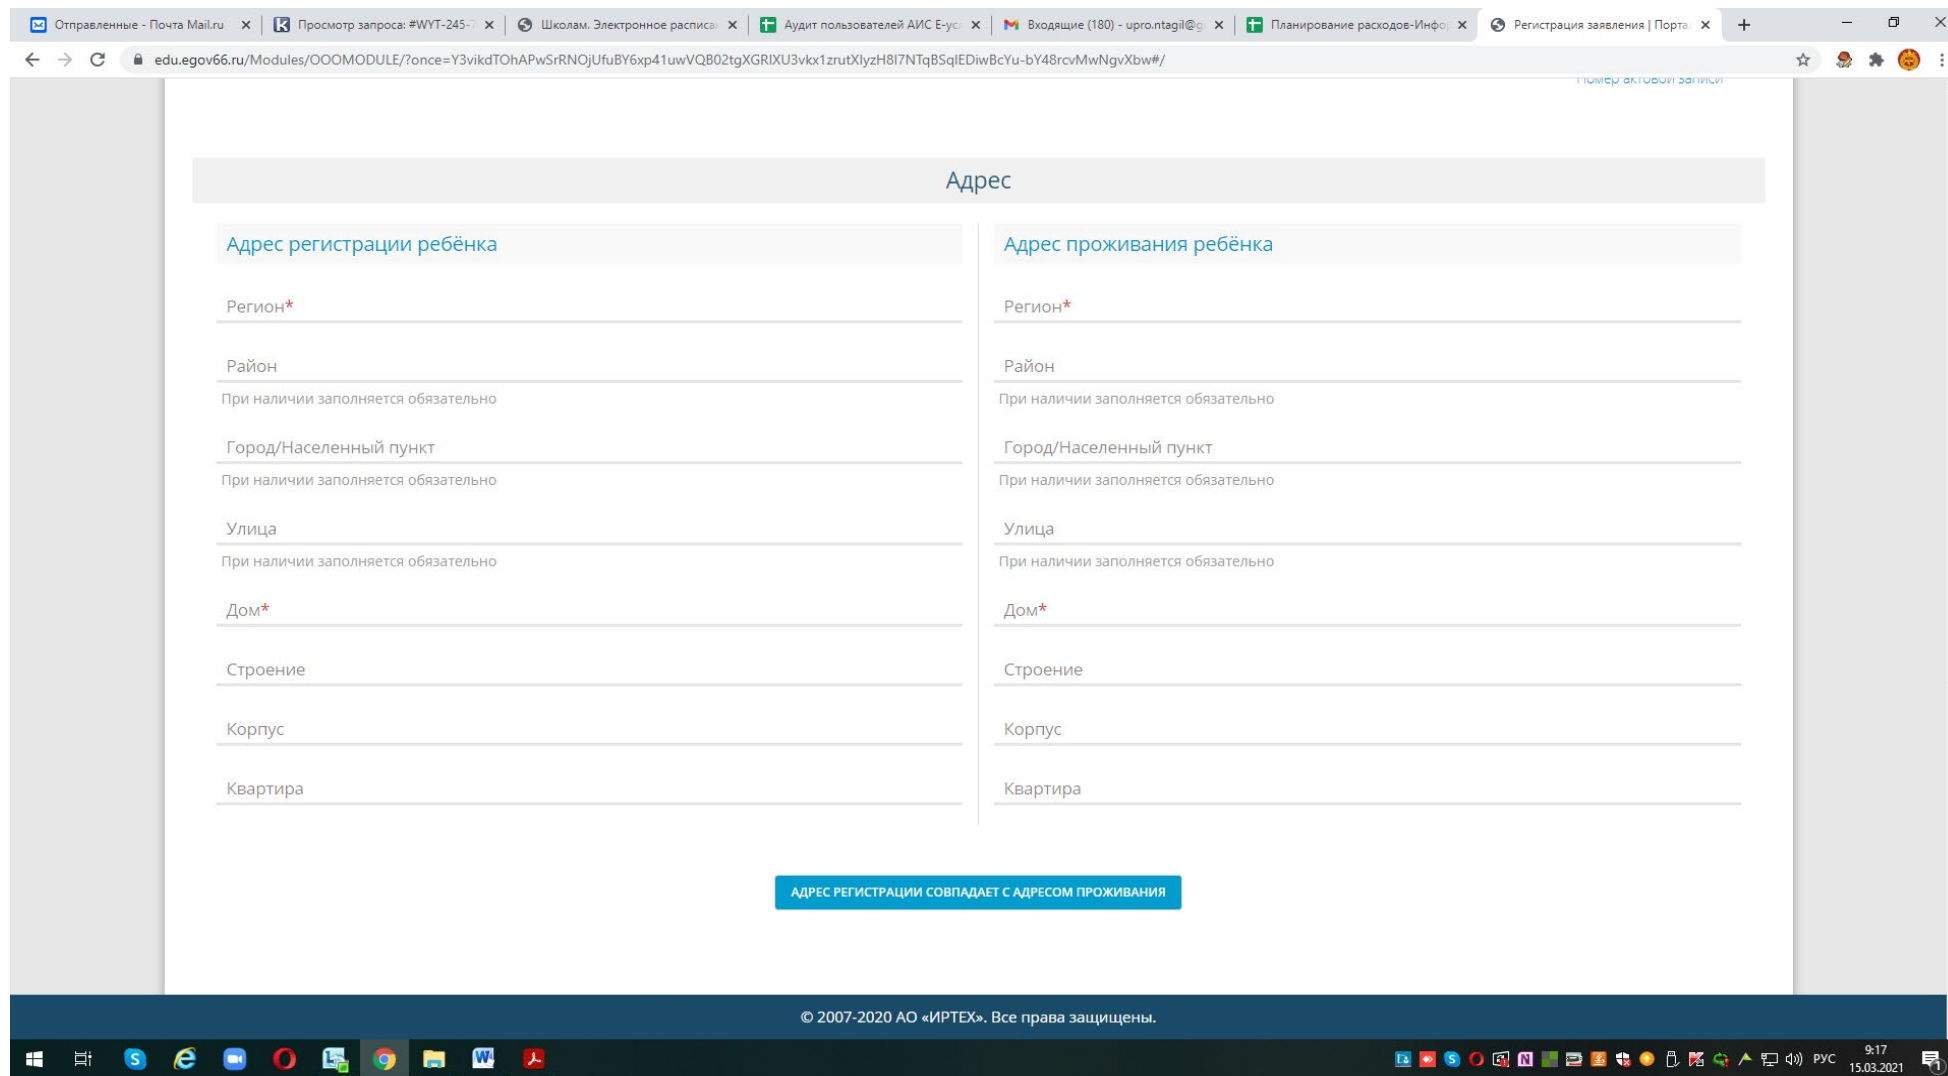 Отправленные - Почта Mail.ru
Просмотр запроса: #WYT-245-7
Школам. Электронное расписа
Аудит пользователей АИС Е-усл
Входящие (180) - upro.ntagil@g
Планирование расходов-Инфор
Регистрация заявления | Порта
edu.egov66.ru/Modules/OOOMODULE/?once=Y3vikdTOhAPwSrRNOjUfuBY6xp41uwVQB02tgXGRIXU3vkx1zrutXlyzH8I7NTqBSqIEDiwBcYu-bY48rcvMwNgvXbw#/
Номер актовой записи
Адрес
Адрес регистрации ребёнка
Регион*
Район
При наличии заполняется обязательно
Город/Населенный пункт
При наличии заполняется обязательно
Улица
При наличии заполняется обязательно
Дом*
Строение
Корпус
Квартира
Адрес проживания ребёнка
Регион*
Район
При наличии заполняется обязательно
Город/Населенный пункт
При наличии заполняется обязательно
Улица
При наличии заполняется обязательно
Дом*
Строение
Корпус
Квартира
АДРЕС РЕГИСТРАЦИИ СОВПАДАЕТ С АДРЕСОМ ПРОЖИВАНИЯ
© 2007-2020 АО «ИРТЕХ». Все права защищены.
РУС
9:17
15.03.2021